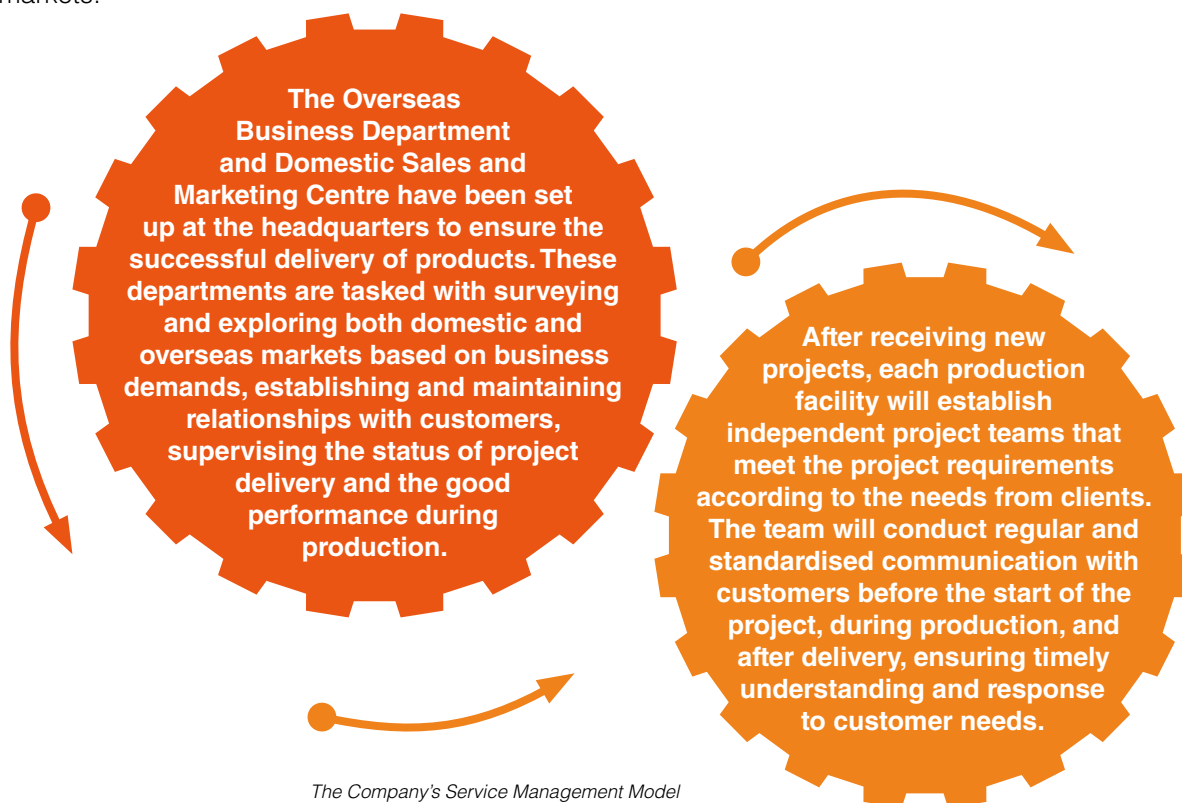 markets.
The Overseas
Business Department
and Domestic Sales and
Marketing Centre have been set
up at the headquarters to ensure the
successful delivery of products. These
departments are tasked with surveying
and exploring both domestic and
overseas markets based on business
demands, establishing and maintaining
relationships with customers,
supervising the status of project
delivery and the good
performance during
production.
After receiving new
projects, each production
facility will establish
independent project teams that
meet the project requirements
according to the needs from clients.
The team will conduct regular and
standardised communication with
customers before the start of the
project, during production, and
after delivery, ensuring timely
understanding and response
to customer needs.
The Company's Service Management Model